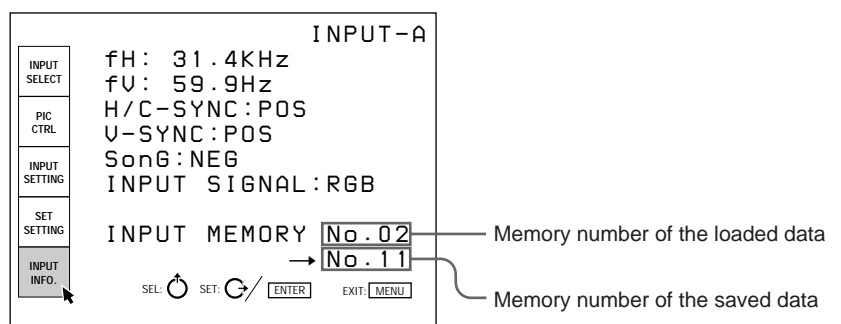 INPUT-A
INPUT
SELECT
PIC
CTRL
INPUT
SETTING
SET
SETTING
INPUT
INFO.
fH: 31.4KHz
fV: 59.9Hz
H/C-SYNC:POS
V-SYNC:POS
SonG:NEG
INPUT SIGNAL:RGB
INPUT MEMORY No.02
→ No.11
SEL: SET: / ENTER EXIT: MENU
Memory number of the loaded data
Memory number of the saved data